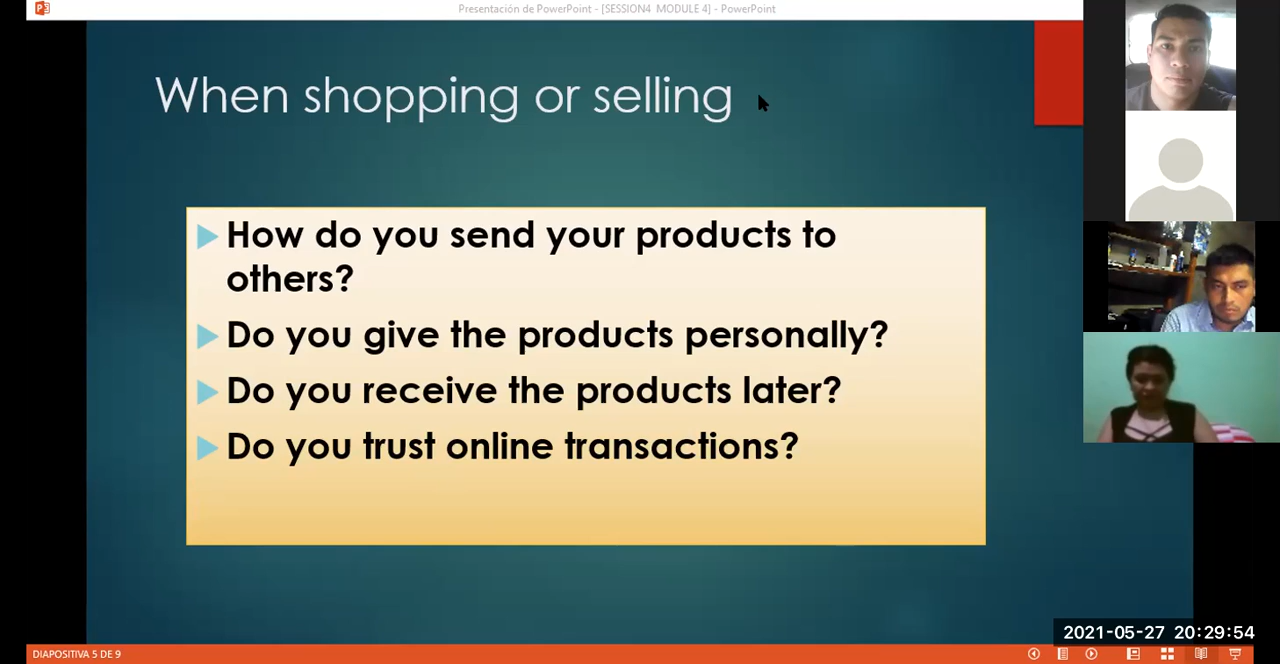 Presentación de PowerPoint - [SESSION4 MODULE 4] - PowerPoint
When shopping or selling
How do you send your products to
others?
Do you give the products personally?
Do you receive the products later?
Do you trust online transactions?
2021-05-27 20:29:54
DIAPOSITIVA 5 DE 9